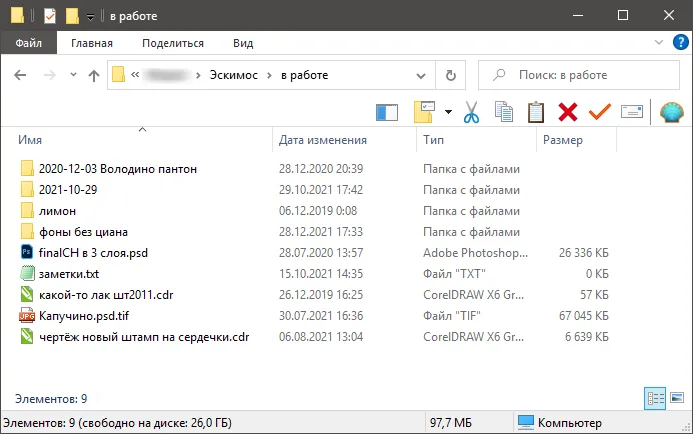 в работе
Файл Главная Поделиться Вид
« Эскимос › в работе Поиск: в работе
Имя Дата изменения Тип Размер
2020-12-03 Володино пантон 28.12.2020 20:39 Папка с файлами
2021-10-29 29.10.2021 17:42 Папка с файлами
лимон 06.12.2019 0:08 Папка с файлами
фоны без циана 28.12.2021 17:33 Папка с файлами
finalCH в 3 слоя.psd 28.07.2020 13:57 Adobe Photoshop... 26 336 КБ
заметки.txt 15.10.2021 14:35 Файл "TXT" 0 КБ
какой-то лак шт2011.cdr 26.12.2019 16:25 CorelDRAW X6 Gr... 57 КБ
Капучино.psd.tif 30.07.2021 16:36 Файл "TIF" 67 045 КБ
чертёж новый штамп на сердечки.cdr 06.08.2021 13:04 CorelDRAW X6 Gr... 6 639 КБ
Элементов: 9
Элементов: 9 (свободно на диске: 26,0 ГБ) 97,7 МБ Компьютер